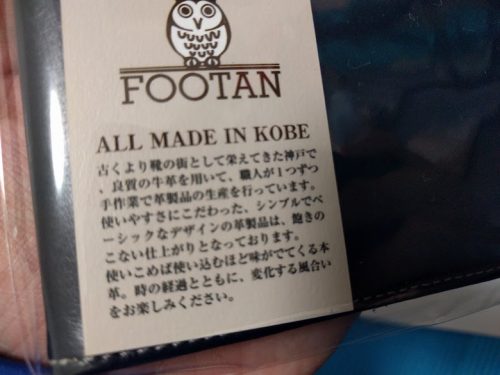 FOOTAN
ALL MADE IN KOBE
古くより靴の街として栄えてきた神戸で
、良質の牛革を用いて、職人が1つずつ
手作業で革製品の生産を行っています。
使いやすさにこだわった、シンプルでベ
ーシックなデザインの革製品は、飽きの
こない仕上がりとなっております。
使いこめば使い込むほど味がでてくる本
革。時の経過とともに、変化する風合い
をお楽しみください。